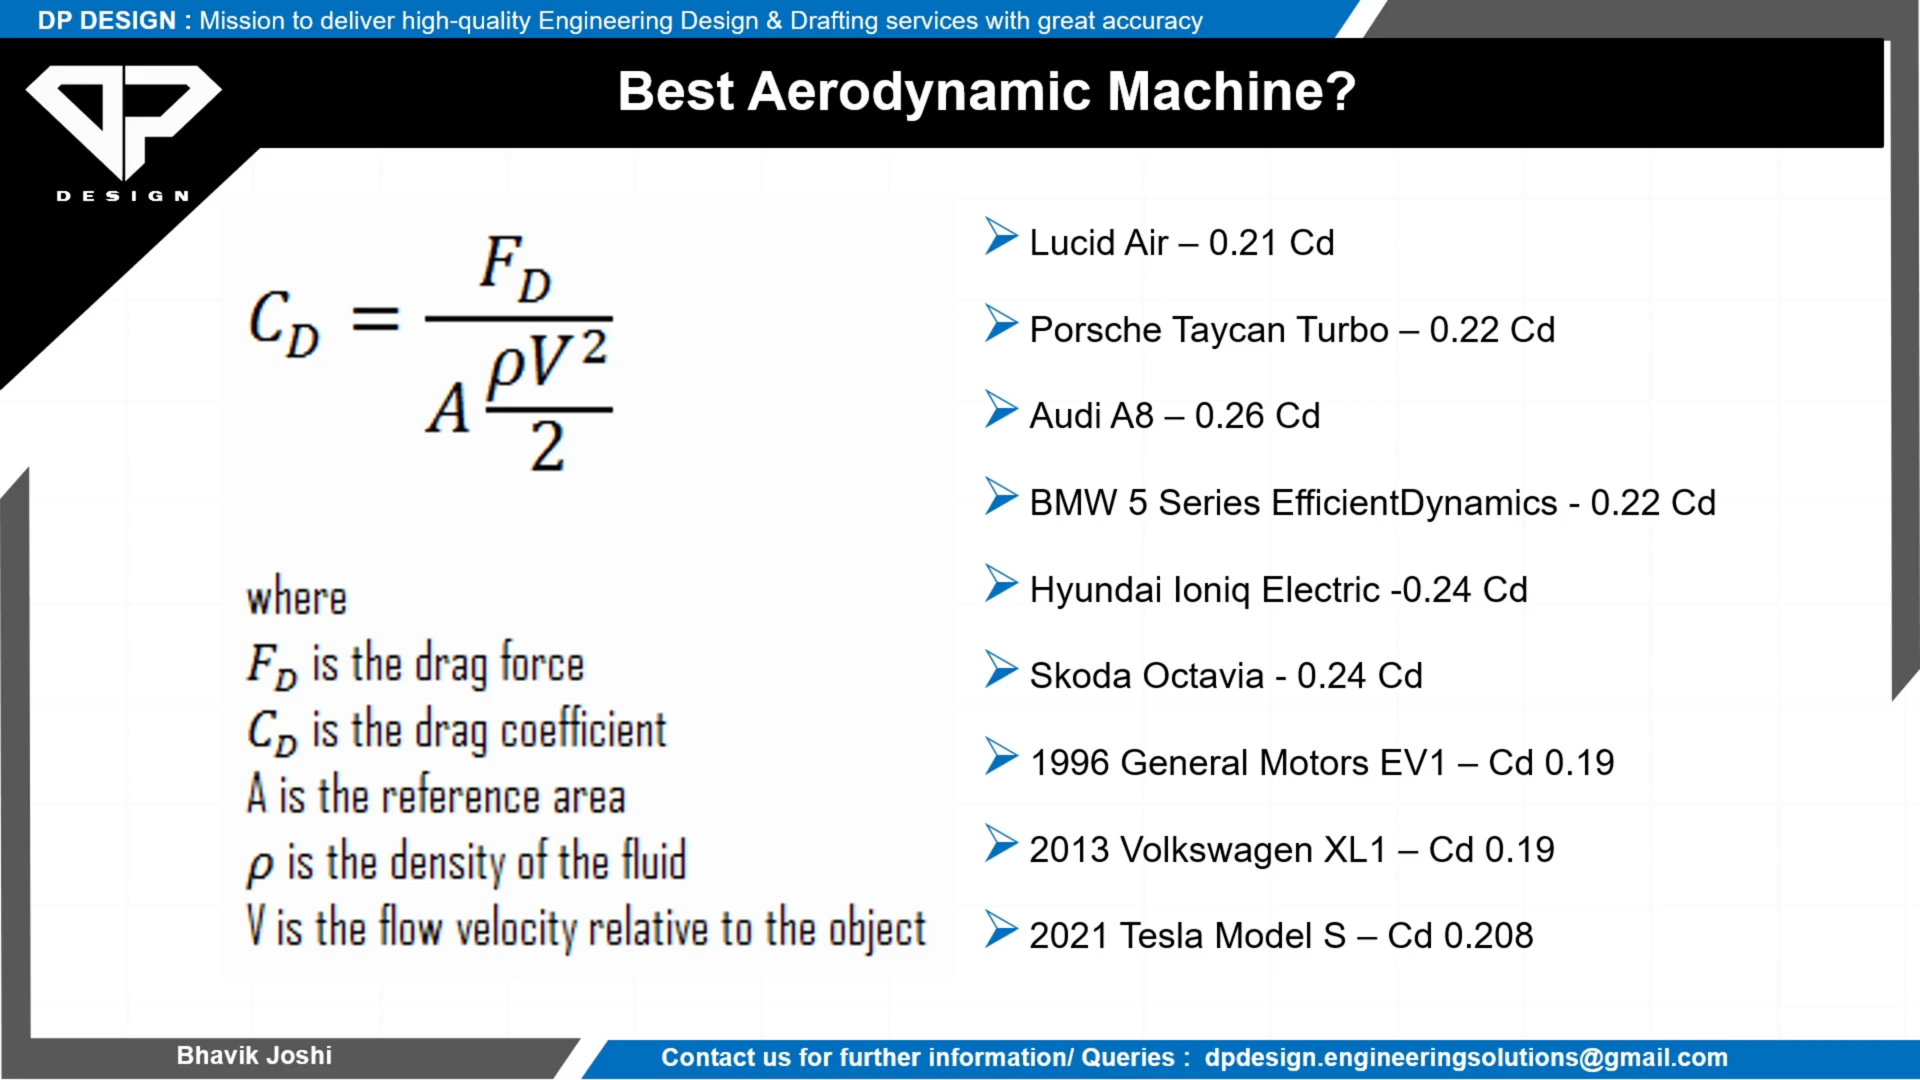 DP DESIGN : Mission to deliver high-quality Engineering Design & Drafting services with great accuracy
Best Aerodynamic Machine?
DP
DESIGN
C_D = F_D / (A ρV²/2)
where
F_D is the drag force
C_D is the drag coefficient
A is the reference area
ρ is the density of the fluid
V is the flow velocity relative to the object
Lucid Air – 0.21 Cd
Porsche Taycan Turbo – 0.22 Cd
Audi A8 – 0.26 Cd
BMW 5 Series EfficientDynamics - 0.22 Cd
Hyundai Ioniq Electric -0.24 Cd
Skoda Octavia - 0.24 Cd
1996 General Motors EV1 – Cd 0.19
2013 Volkswagen XL1 – Cd 0.19
2021 Tesla Model S – Cd 0.208
Bhavik Joshi
Contact us for further information/ Queries : dpdesign.engineeringsolutions@gmail.com